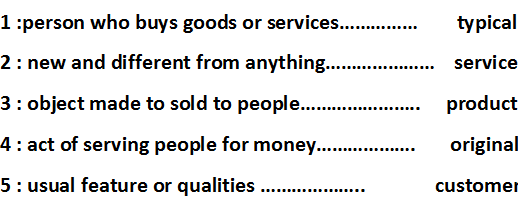 1 :person who buys goods or services............... typical
2 : new and different from anything..................... service
3 : object made to sold to people....................... product
4 : act of serving people for money................... original
5 : usual feature or qualities .................... customer